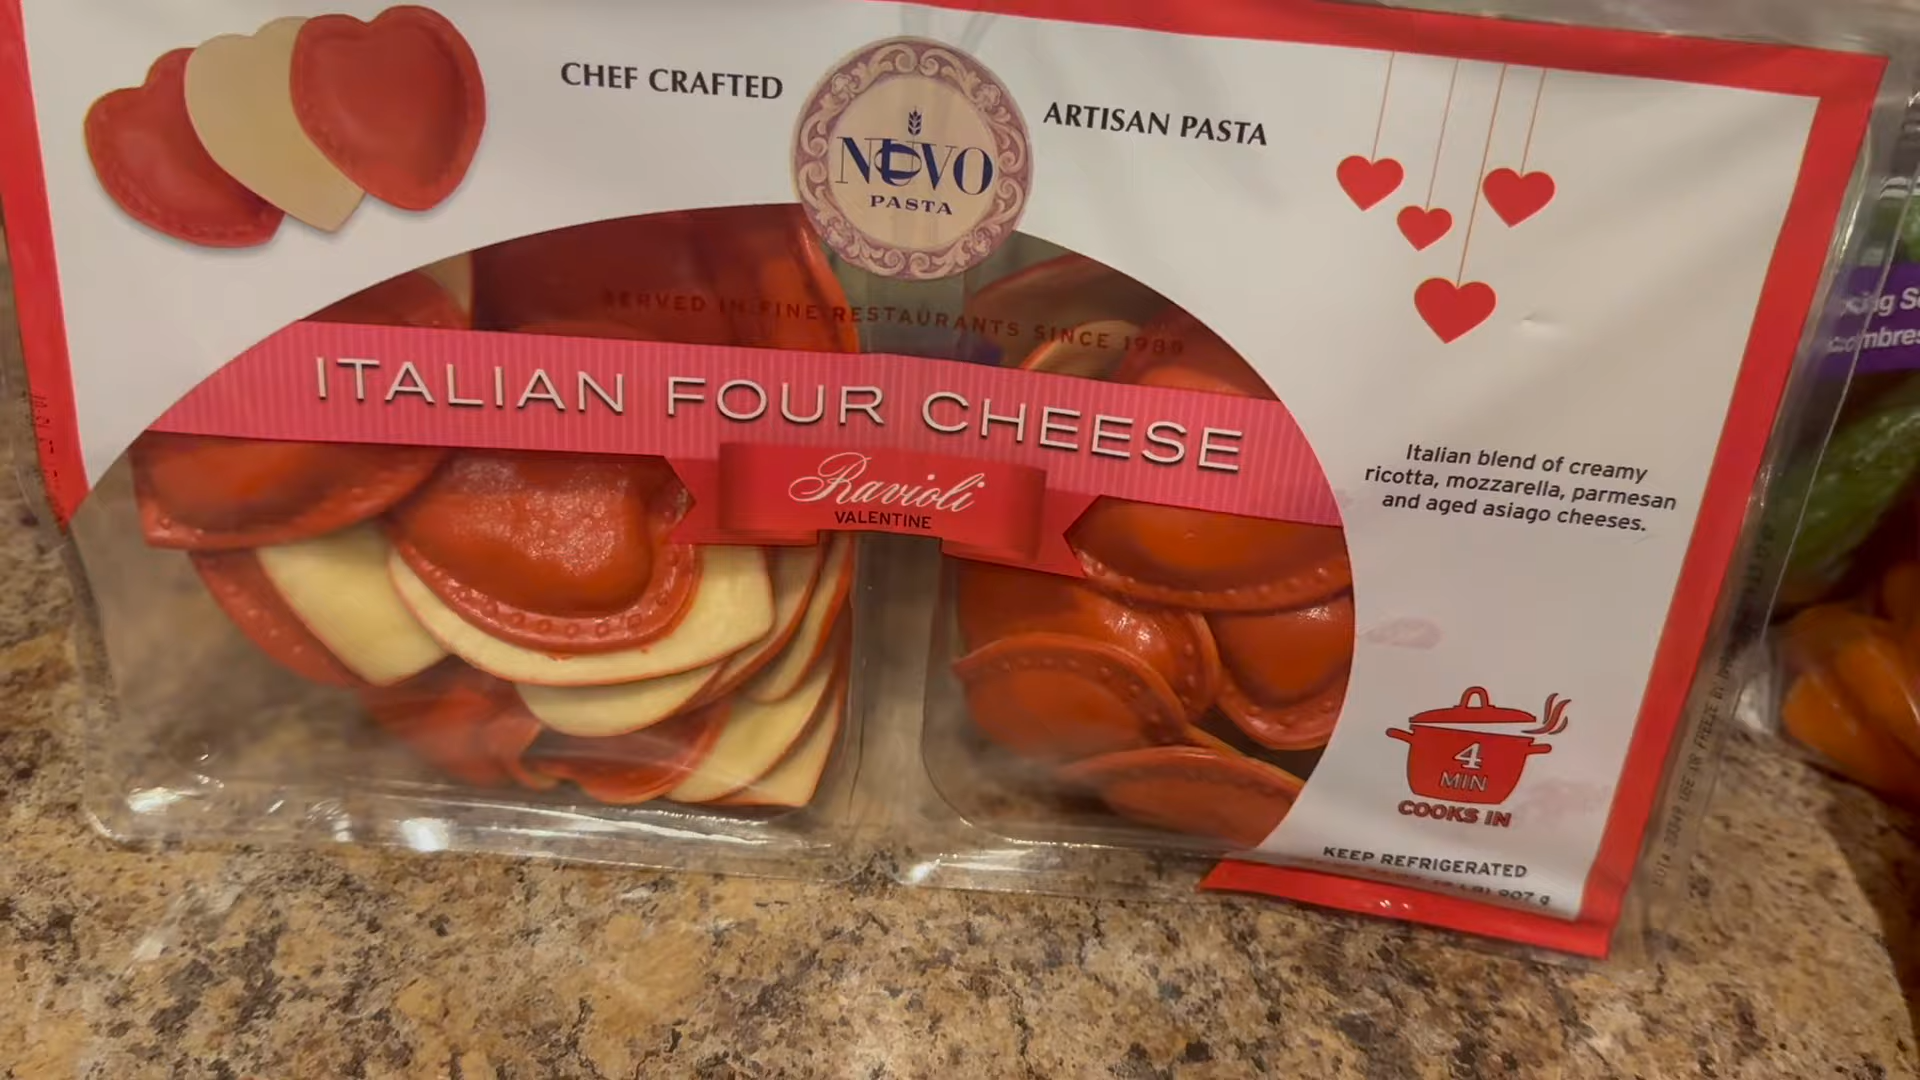 CHEF CRAFTED
NUOVO
PASTA
ARTISAN PASTA
SERVED IN FINE RESTAURANTS SINCE 1989
ITALIAN FOUR CHEESE
Ravioli
VALENTINE
Italian blend of creamy
ricotta, mozzarella, parmesan
and aged asiago cheeses.
4
MIN
COOKS IN
KEEP REFRIGERATED
907 g